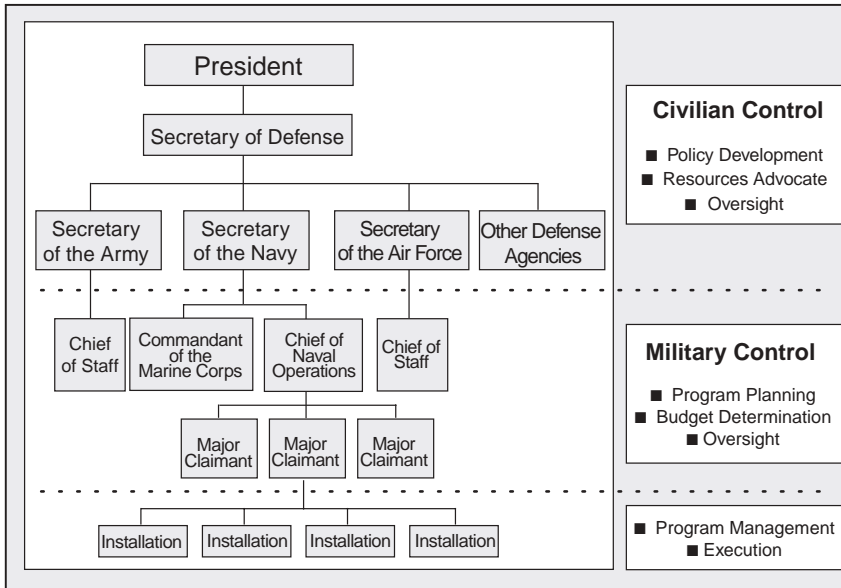 President
Secretary of Defense
Secretary
of the Army
Secretary
of the Navy
Secretary
of the Air Force
Other Defense
Agencies
Chief
of Staff
Commandant
of the
Marine Corps
Chief of
Naval
Operations
Chief of
Staff
Major
Claimant
Major
Claimant
Major
Claimant
Installation
Installation
Installation
Installation
Civilian Control
■ Policy Development
■ Resources Advocate
■ Oversight
Military Control
■ Program Planning
■ Budget Determination
■ Oversight
■ Program Management
■ Execution